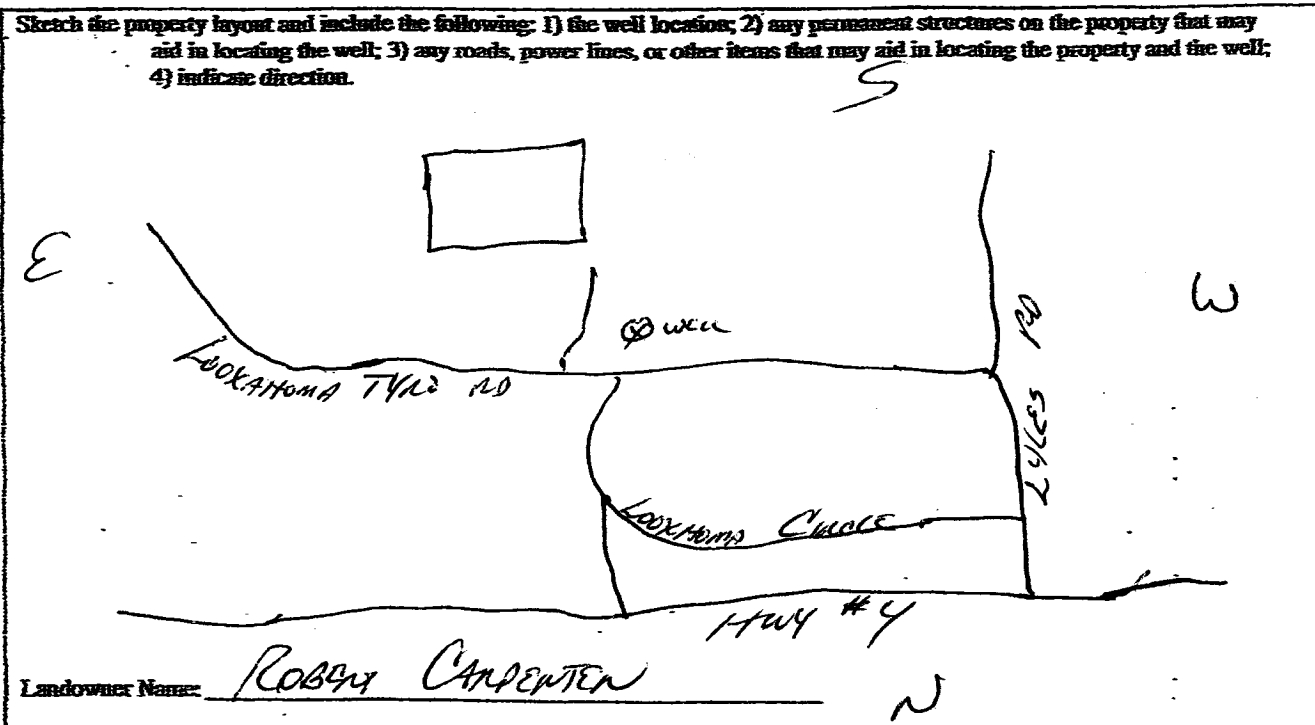 Sketch the property layout and include the following: 1) the well location; 2) any permanent structures on the property that may
aid in locating the well; 3) any roads, power lines, or other items that may aid in locating the property and the well;
4) indicate direction.
S
E
W
WELL
LOOXAHOMA TYRO RD
LYLES RD
LOOXAHOMA CIRCLE
HWY #4
Landowner Name: ROBERT CARPENTER
N